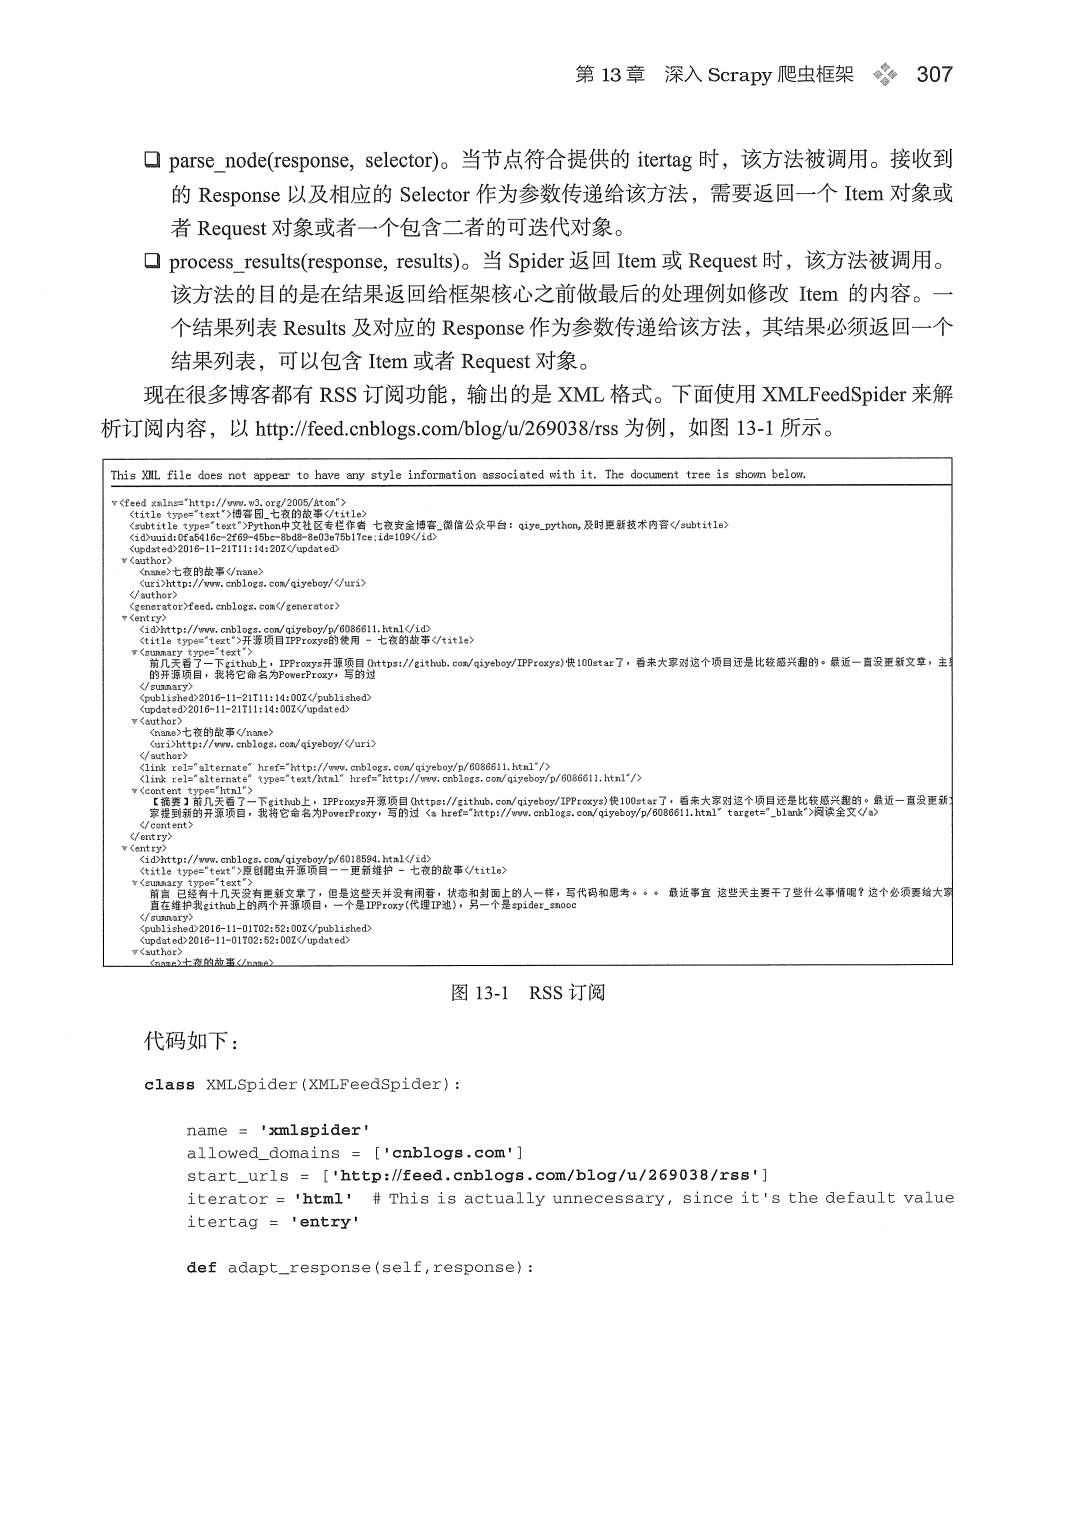 第 13 章　深入 Scrapy 爬虫框架　307
❑ parse_node(response, selector)。当节点符合提供的 itertag 时，该方法被调用。接收到
的 Response 以及相应的 Selector 作为参数传递给该方法，需要返回一个 Item 对象或
者 Request 对象或者一个包含二者的可迭代对象。
❑ process_results(response, results)。当 Spider 返回 Item 或 Request 时，该方法被调用。
该方法的目的是在结果返回给框架核心之前做最后的处理例如修改 Item 的内容。一
个结果列表 Results 及对应的 Response 作为参数传递给该方法，其结果必须返回一个
结果列表，可以包含 Item 或者 Request 对象。
现在很多博客都有 RSS 订阅功能，输出的是 XML 格式。下面使用 XMLFeedSpider 来解
析订阅内容，以 http://feed.cnblogs.com/blog/u/269038/rss 为例，如图 13-1 所示。
This XML file does not appear to have any style information associated with it. The document tree is shown below.
▼<feed xmlns="http://www.w3.org/2005/Atom">
<title type="text">博客园_七夜的故事</title>
<subtitle type="text">Python中文社区专栏作者 七夜安全博客_微信公众平台：qiye_python,及时更新技术内容</subtitle>
<id>uuid:0fa5416c-2f69-45bc-8bd8-8e03e75b17ce;id=109</id>
<updated>2016-11-21T11:14:20Z</updated>
▼<author>
<name>七夜的故事</name>
<uri>http://www.cnblogs.com/qiyeboy/</uri>
</author>
<generator>feed.cnblogs.com</generator>
▼<entry>
<id>http://www.cnblogs.com/qiyeboy/p/6086611.html</id>
<title type="text">开源项目IPProxys的使用 - 七夜的故事</title>
▼<summary type="text">
前几天看了一下github上，IPProxys开源项目(https://github.com/qiyeboy/IPProxys)快100star了，看来大家对这个项目还是比较感兴趣的。最近一直没更新文章，主
的开源项目，我将它命名为PowerProxy，写的过
</summary>
<published>2016-11-21T11:14:00Z</published>
<updated>2016-11-21T11:14:00Z</updated>
▼<author>
<name>七夜的故事</name>
<uri>http://www.cnblogs.com/qiyeboy/</uri>
</author>
<link rel="alternate" href="http://www.cnblogs.com/qiyeboy/p/6086611.html"/>
<link rel="alternate" type="text/html" href="http://www.cnblogs.com/qiyeboy/p/6086611.html"/>
▼<content type="html">
【摘要】前几天看了一下github上，IPProxys开源项目(https://github.com/qiyeboy/IPProxys)快100star了，看来大家对这个项目还是比较感兴趣的。最近一直没更新
家提到新的开源项目，我将它命名为PowerProxy，写的过 <a href="http://www.cnblogs.com/qiyeboy/p/6086611.html" target="_blank">阅读全文</a>
</content>
</entry>
▼<entry>
<id>http://www.cnblogs.com/qiyeboy/p/6018594.html</id>
<title type="text">原创爬虫开源项目--更新维护 - 七夜的故事</title>
▼<summary type="text">
前言 已经有十几天没有更新文章了，但是这些天并没有闲着，状态和封面上的人一样，写代码和思考。。。 最近事宜 这些天主要干了些什么事情呢？这个必须要给大家
直在维护我github上的两个开源项目，一个是IPProxy(代理IP池)，另一个是spider_smooc
</summary>
<published>2016-11-01T02:52:00Z</published>
<updated>2016-11-01T02:52:00Z</updated>
▼<author>
<name>七夜的故事</name>
图 13-1　RSS 订阅
代码如下：
class XMLSpider(XMLFeedSpider):
name = 'xmlspider'
allowed_domains = ['cnblogs.com']
start_urls = ['http://feed.cnblogs.com/blog/u/269038/rss']
iterator = 'html' # This is actually unnecessary, since it's the default value
itertag = 'entry'
def adapt_response(self,response):